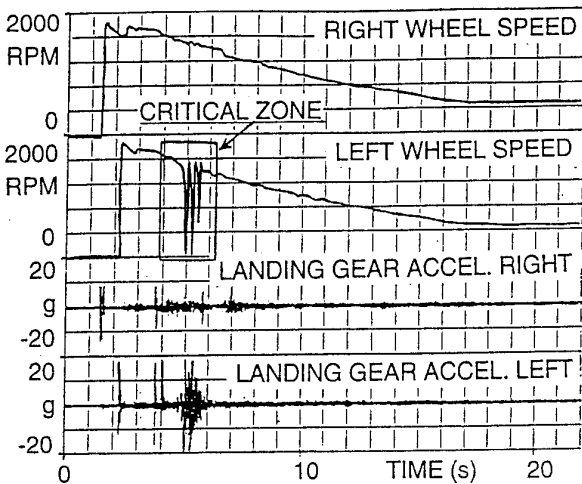 2000 RIGHT WHEEL SPEED
RPM
0
CRITICAL ZONE
2000 LEFT WHEEL SPEED
RPM
0
20 LANDING GEAR ACCEL. RIGHT
g
-20
20 LANDING GEAR ACCEL. LEFT
g
-20
0 10 TIME (s) 20